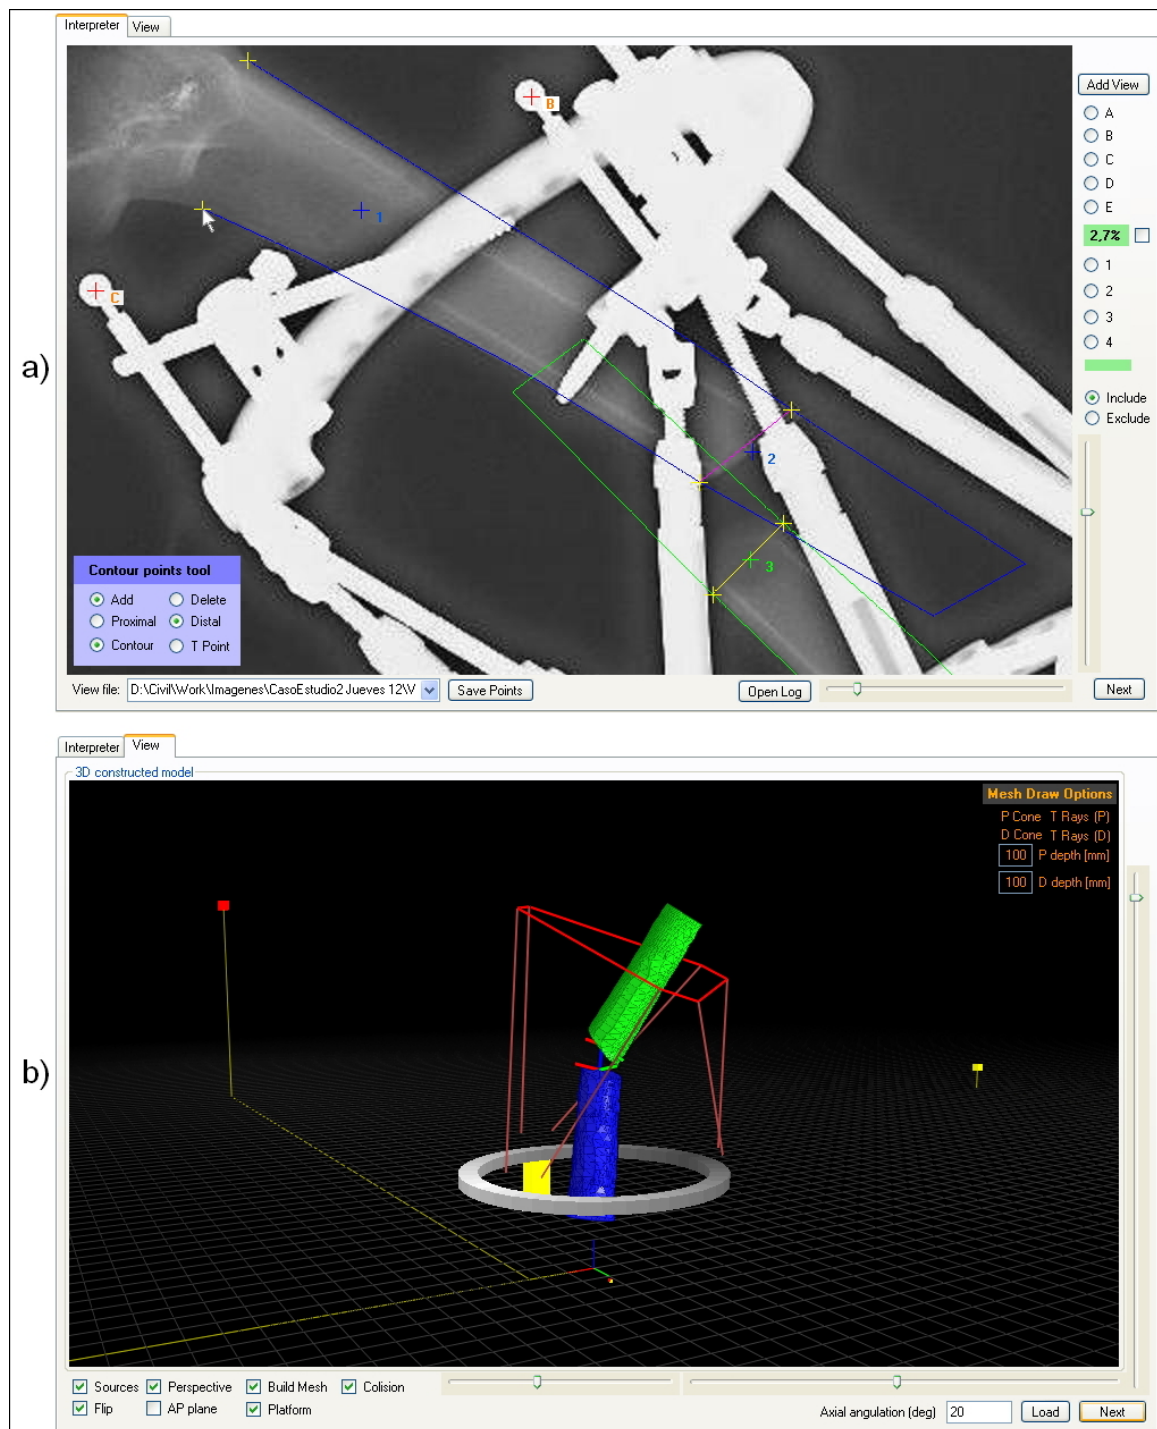 a)
Interpreter View
Add View
A
B
B
C
D
E
1
2,7%
C
1
2
3
4
Include
Exclude
2
3
Contour points tool
Add Delete
Proximal Distal
Contour T Point
View file: D:\Civil\Work\Imagenes\CasoEstudio2 Jueves 12\V Save Points Open Log Next
b)
Interpreter View
3D constructed model
Mesh Draw Options
P Cone T Rays (P)
D Cone T Rays (D)
100 P depth [mm]
100 D depth [mm]
Sources Perspective Build Mesh Colision
Flip AP plane Platform Axial angulation (deg) 20 Load Next